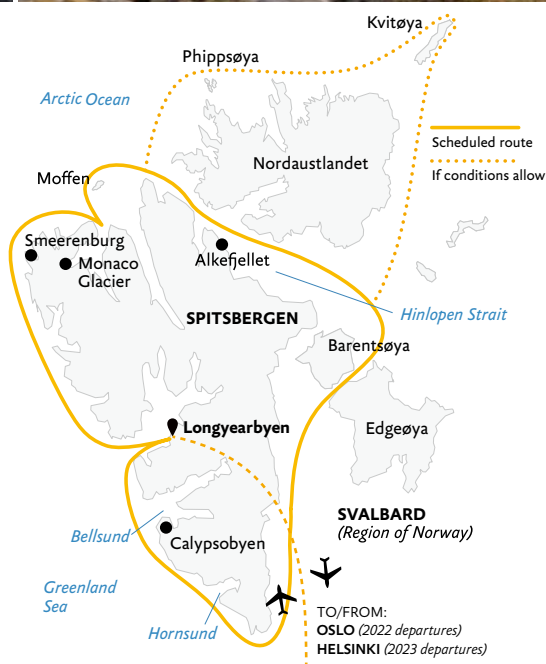 Kvitøya
Phippsøya
Arctic Ocean
Scheduled route
If conditions allow
Nordaustlandet
Moffen
Smeerenburg
Monaco
Glacier
Alkefjellet
Hinlopen Strait
SPITSBERGEN
Barentsøya
Longyearbyen
Edgeøya
SVALBARD
(Region of Norway)
Bellsund
Calypsobyen
Greenland
Sea
Hornsund
TO/FROM:
OSLO (2022 departures)
HELSINKI (2023 departures)